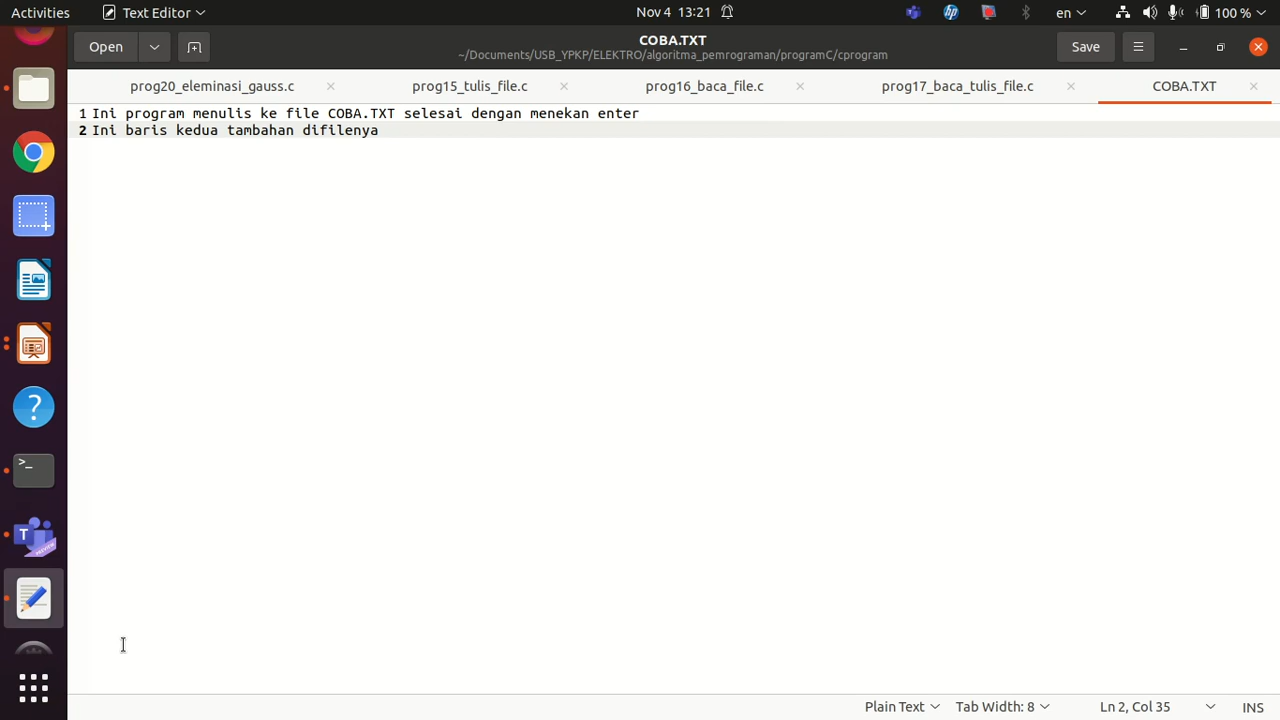 Activities Text Editor Nov 4 13:21 en 100 %
Open COBA.TXT Save
~/Documents/USB_YPKP/ELEKTRO/algoritma_pemrograman/programC/cprogram
prog20_eleminasi_gauss.c prog15_tulis_file.c prog16_baca_file.c prog17_baca_tulis_file.c COBA.TXT
1 Ini program menulis ke file COBA.TXT selesai dengan menekan enter
2 Ini baris kedua tambahan difilenya
Plain Text Tab Width: 8 Ln 2, Col 35 INS